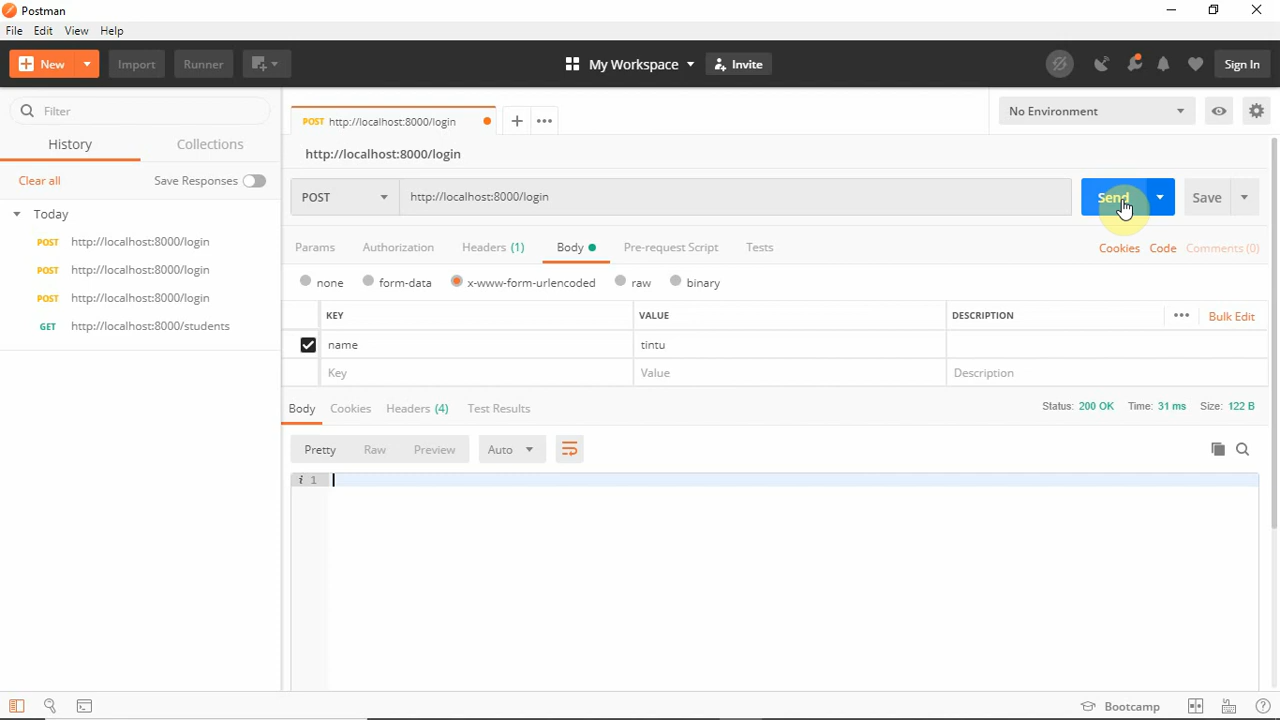 Postman
File Edit View Help
New Import Runner My Workspace Invite Sign In
Filter
History Collections
Clear all Save Responses
Today
POST http://localhost:8000/login
POST http://localhost:8000/login
POST http://localhost:8000/login
GET http://localhost:8000/students
POST http://localhost:8000/login
No Environment
http://localhost:8000/login
POST http://localhost:8000/login Send Save
Params Authorization Headers (1) Body Pre-request Script Tests Cookies Code Comments (0)
none form-data x-www-form-urlencoded raw binary
KEY VALUE DESCRIPTION Bulk Edit
name tintu
Key Value Description
Body Cookies Headers (4) Test Results Status: 200 OK Time: 31 ms Size: 122 B
Pretty Raw Preview Auto
i 1
Bootcamp